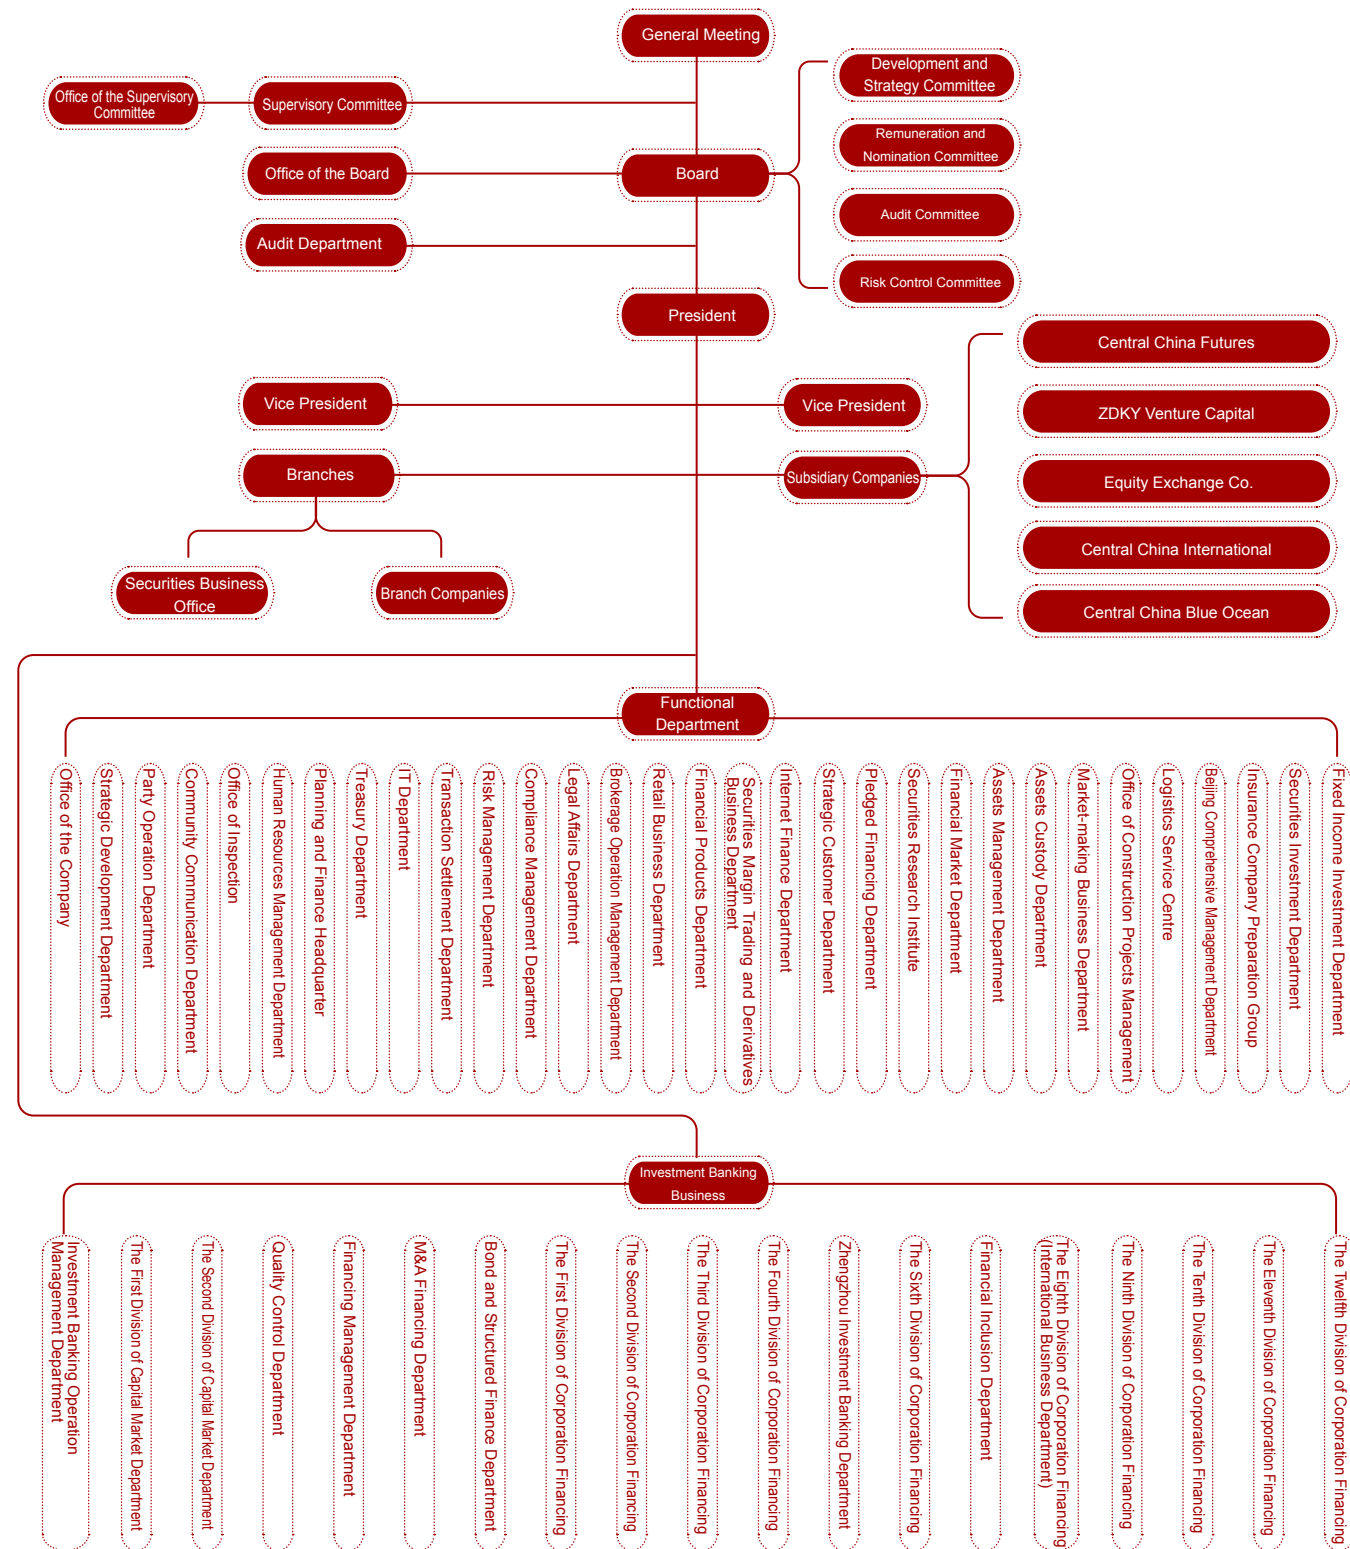 General Meeting
Development and
Strategy Committee
Office of the Supervisory
Committee
Supervisory Committee
Remuneration and
Nomination Committee
Office of the Board
Board
Audit Committee
Audit Department
Risk Control Committee
President
Central China Futures
Vice President
Vice President
ZDKY Venture Capital
Branches
Subsidiary Companies
Equity Exchange Co.
Central China International
Securities Business
Office
Branch Companies
Central China Blue Ocean
Functional
Department
Office of the Company
Strategic Development Department
Party Operation Department
Community Communication Department
Office of Inspection
Human Resources Management Department
Planning and Finance Headquarter
Treasury Department
IT Department
Transaction Settlement Department
Risk Management Department
Compliance Management Department
Legal Affairs Department
Brokerage Operation Management Department
Retail Business Department
Financial Products Department
Securities Margin Trading and Derivatives
Business Department
Internet Finance Department
Strategic Customer Department
Pledged Financing Department
Securities Research Institute
Financial Market Department
Assets Management Department
Assets Custody Department
Market-making Business Department
Office of Construction Projects Management
Logistics Service Centre
Beijing Comprehensive Management Department
Insurance Company Preparation Group
Securities Investment Department
Fixed Income Investment Department
Investment Banking
Business
Investment Banking Operation
Management Department
The First Division of Capital Market Department
The Second Division of Capital Market Department
Quality Control Department
Financing Management Department
M&A Financing Department
Bond and Structured Finance Department
The First Division of Corporation Financing
The Second Division of Corporation Financing
The Third Division of Corporation Financing
The Fourth Division of Corporation Financing
Zhengzhou Investment Banking Department
The Sixth Division of Corporation Financing
Financial Inclusion Department
The Eighth Division of Corporation Financing
(International Business Department)
The Ninth Division of Corporation Financing
The Tenth Division of Corporation Financing
The Eleventh Division of Corporation Financing
The Twelfth Division of Corporation Financing